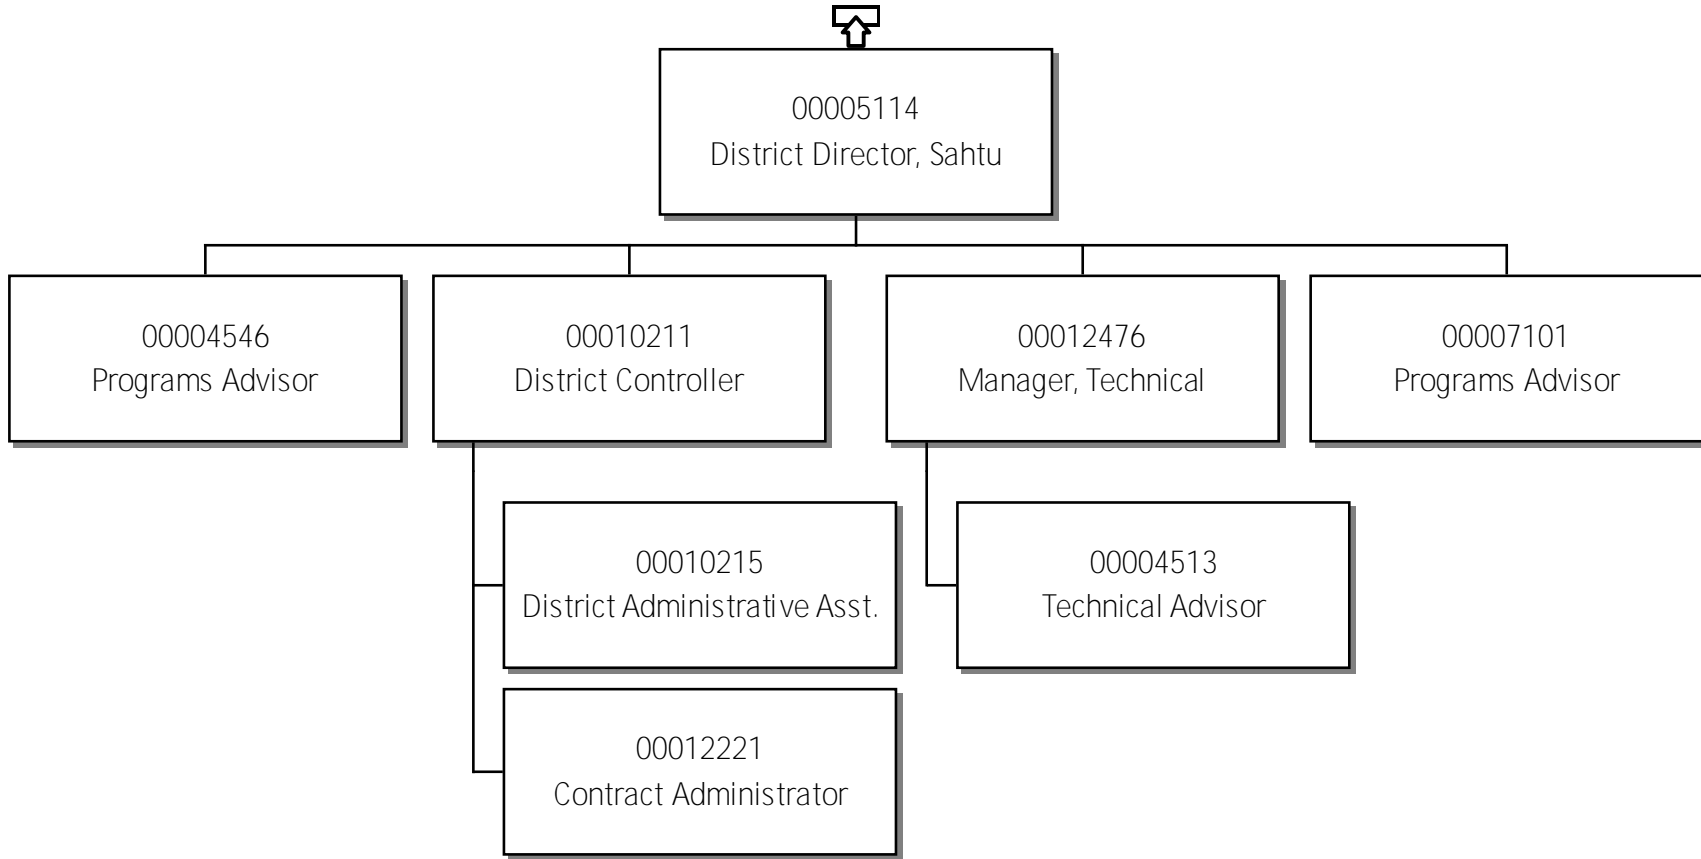 00005114
District Director, Sahtu
00004546
Programs Advisor
00010211
District Controller
00012476
Manager, Technical
00007101
Programs Advisor
00010215
District Administrative Asst.
00004513
Technical Advisor
00012221
Contract Administrator